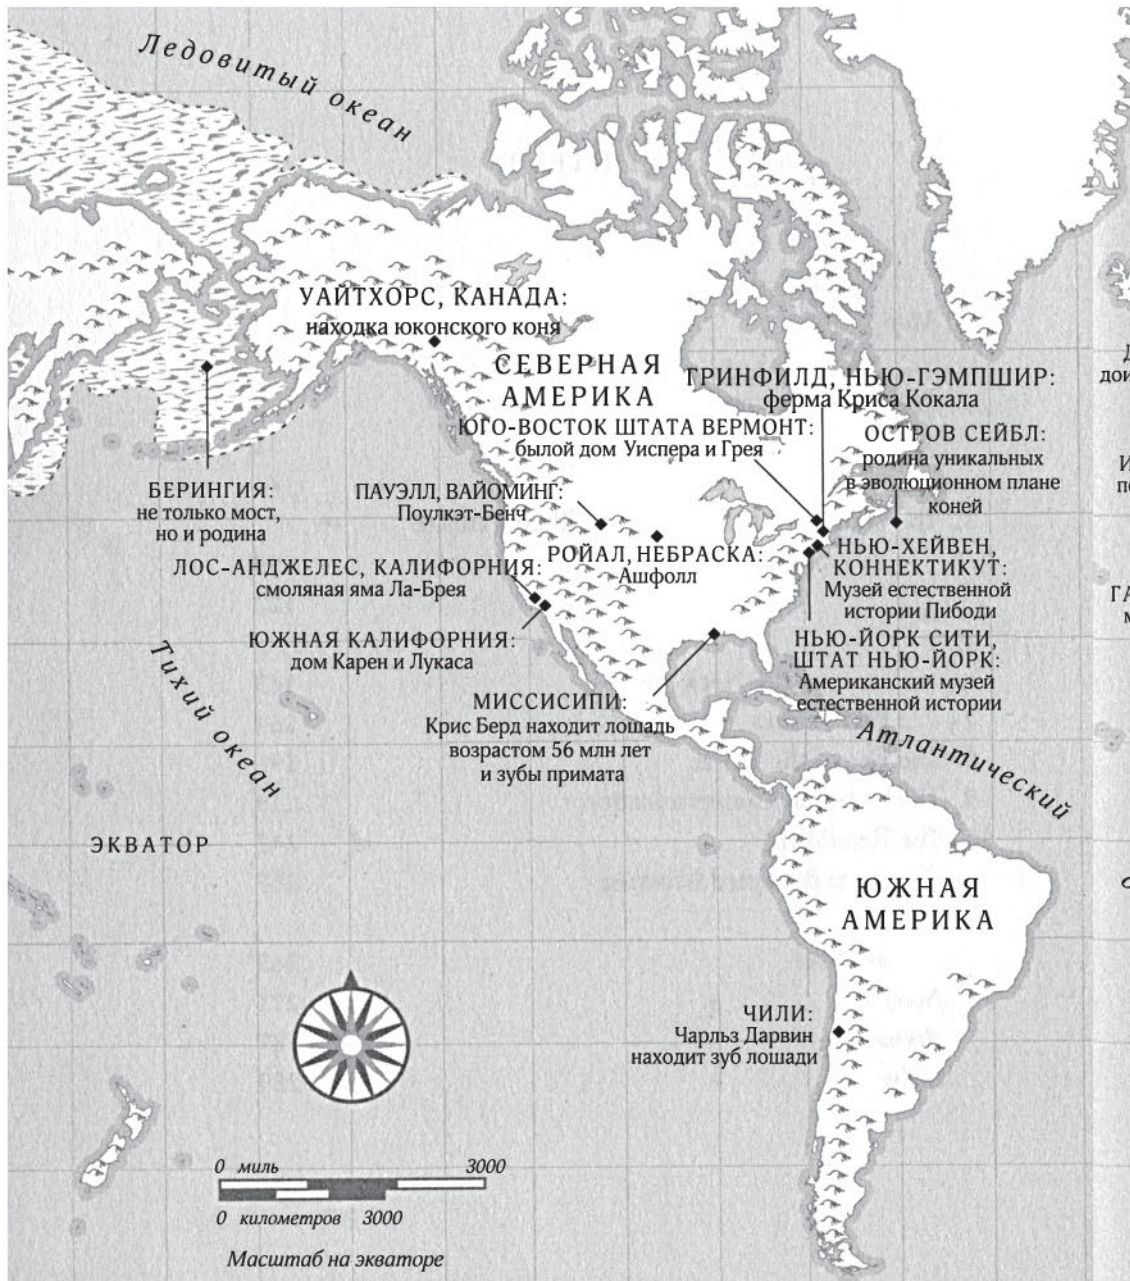 Ледовитый океан
УАЙТХОРС, КАНАДА:
находка юконского коня
СЕВЕРНАЯ
АМЕРИКА
ГРИНФИЛД, НЬЮ-ГЭМПШИР:
ферма Криса Кокала
ЮГО-ВОСТОК ШТАТА ВЕРМОНТ:
былой дом Уиспера и Грея
ОСТРОВ СЕЙБЛ:
родина уникальных
в эволюционном плане
коней
БЕРИНГИЯ:
не только мост,
но и родина
ПАУЭЛЛ, ВАЙОМИНГ:
Поулкэт-Бенч
РОЙАЛ, НЕБРАСКА:
Ашфолл
НЬЮ-ХЕЙВЕН,
КОННЕКТИКУТ:
Музей естественной
истории Пибоди
ЛОС-АНДЖЕЛЕС, КАЛИФОРНИЯ:
смоляная яма Ла-Брея
ЮЖНАЯ КАЛИФОРНИЯ:
дом Карен и Лукаса
НЬЮ-ЙОРК СИТИ,
ШТАТ НЬЮ-ЙОРК:
Американский музей
естественной истории
МИССИСИПИ:
Крис Берд находит лошадь
возрастом 56 млн лет
и зубы примата
Тихий океан
Атлантический
ЭКВАТОР
ЮЖНАЯ
АМЕРИКА
ЧИЛИ:
Чарльз Дарвин
находит зуб лошади
0 миль 3000
0 километров 3000
Масштаб на экваторе